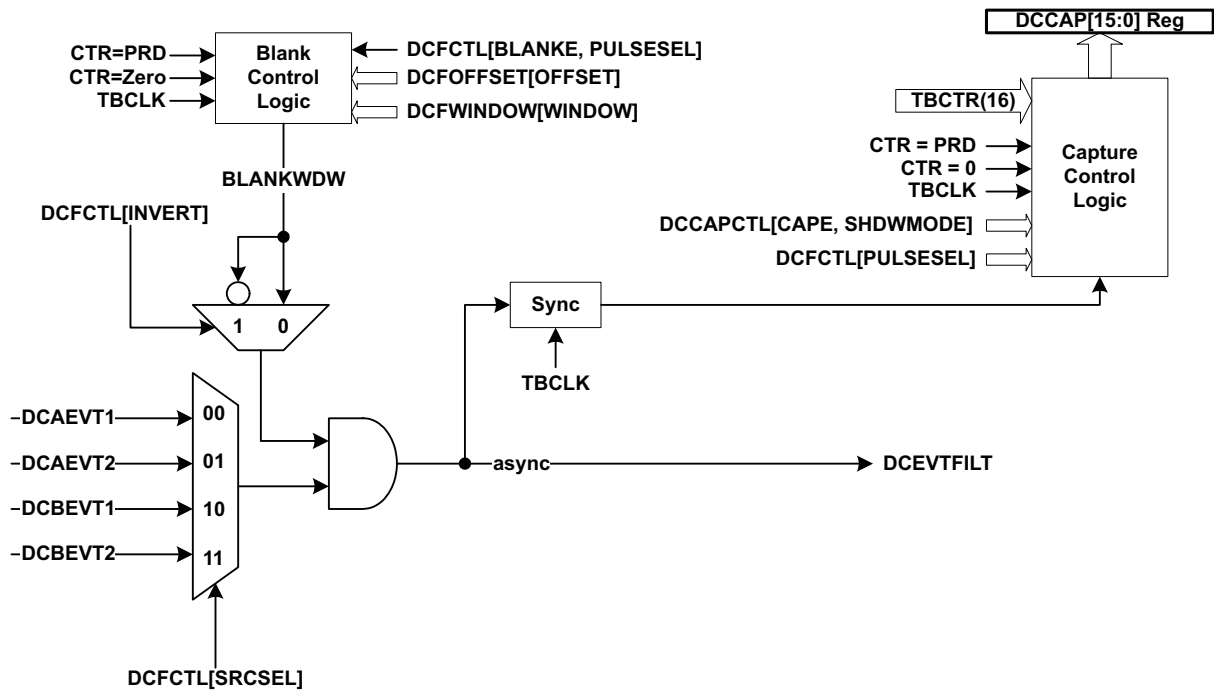 DCCAP[15:0] Reg
CTR=PRD
CTR=Zero
TBCLK
Blank
Control
Logic
DCFCTL[BLANKE, PULSESEL]
DCFOFFSET[OFFSET]
DCFWINDOW[WINDOW]
TBCTR(16)
CTR = PRD
CTR = 0
TBCLK
Capture
Control
Logic
DCCAPCTL[CAPE, SHDWMODE]
DCFCTL[PULSESEL]
BLANKWDW
DCFCTL[INVERT]
1 0
Sync
TBCLK
DCAEVT1
DCAEVT2
DCBEVT1
DCBEVT2
00
01
10
11
async
DCEVTFILT
DCFCTL[SRCSEL]